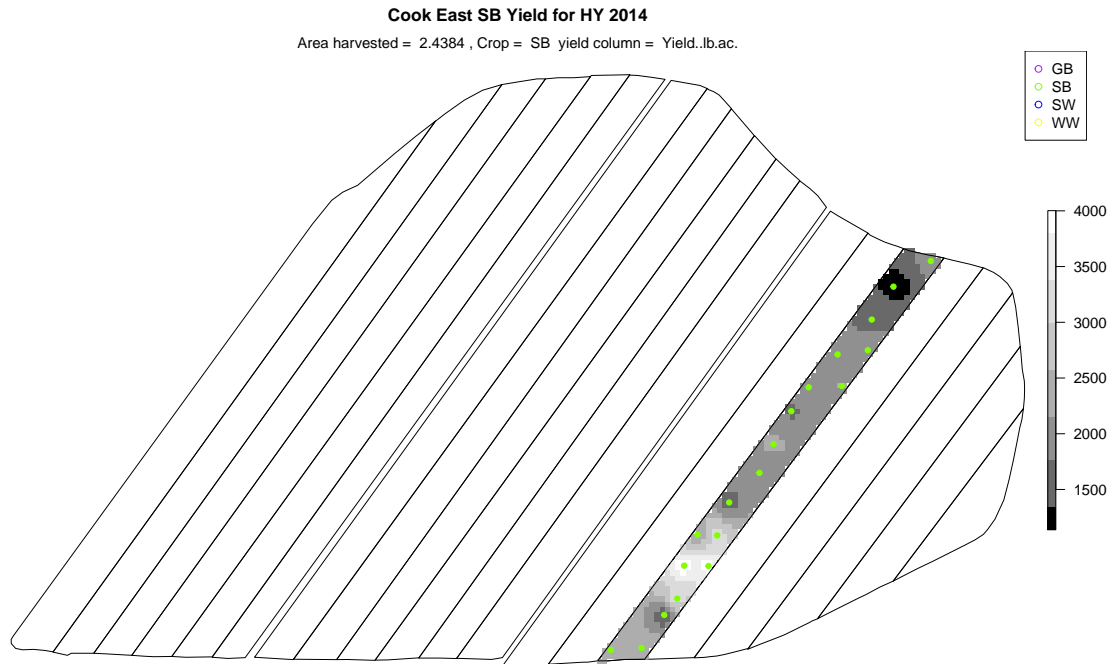 Cook East SB Yield for HY 2014
Area harvested = 2.4384 , Crop = SB yield column = Yield..lb.ac.
GB
SB
SW
WW
4000
3500
3000
2500
2000
1500